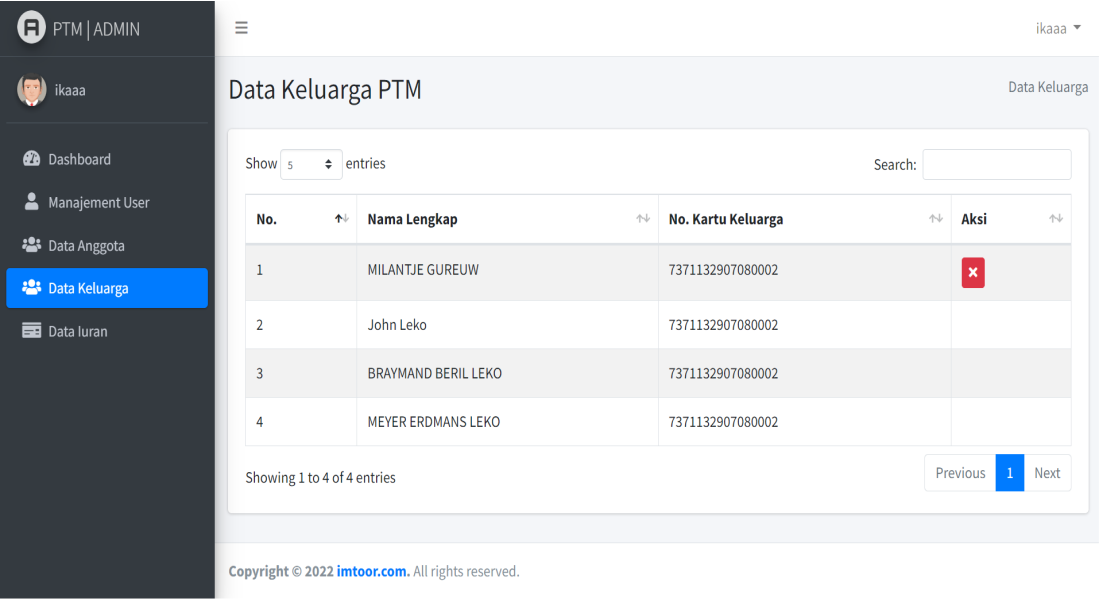 PTM | ADMIN
ikaaa
ikaaa
Dashboard
Manajement User
Data Anggota
Data Keluarga
Data Iuran
Data Keluarga PTM
Data Keluarga
Show 5 entries
Search:
No. Nama Lengkap No. Kartu Keluarga Aksi
1 MILANTJE GUREUW 7371132907080002
2 John Leko 7371132907080002
3 BRAYMAND BERIL LEKO 7371132907080002
4 MEYER ERDMANS LEKO 7371132907080002
Showing 1 to 4 of 4 entries
Previous 1 Next
Copyright © 2022 imtoor.com. All rights reserved.